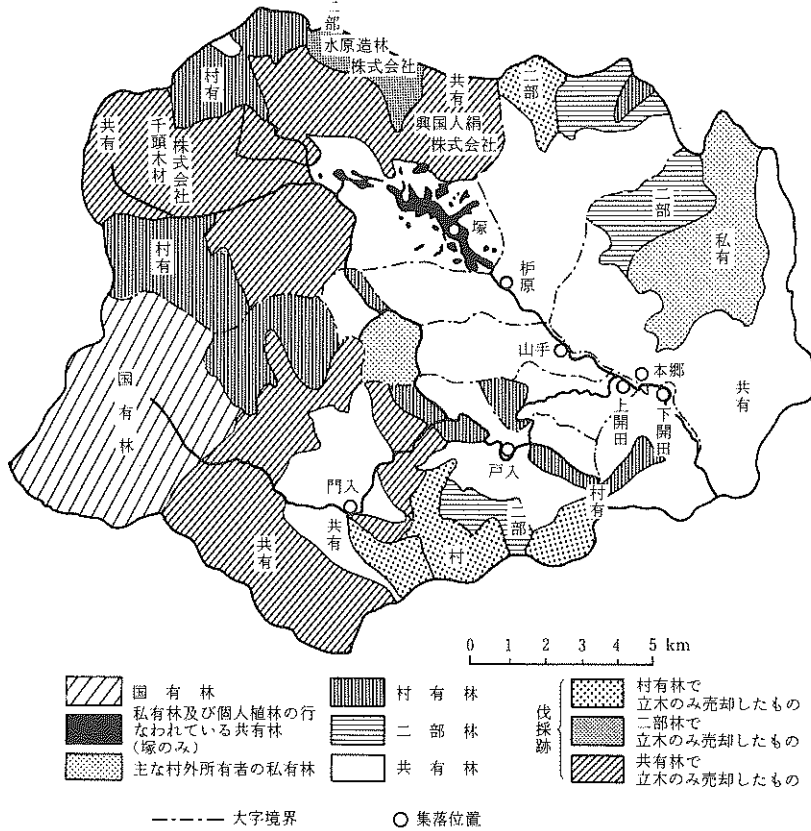 二部
水原造林
株式会社
村有
共有
興国人絹
株式会社
二部
共有
千頭木材
株式会社
二部
私有
塚
栃原
村有
山手
本郷
上開田
下開田
共有
国有林
戸入
門入
共有
村有
二部
村
共有
0 1 2 3 4 5 km
国有林
私有林及び個人植林の行
なわれている共有林
(塚のみ)
主な村外所有者の私有林
村有林
二部林
共有林
伐採跡
村有林で
立木のみ売却したもの
二部林で
立木のみ売却したもの
共有林で
立木のみ売却したもの
大字境界
集落位置